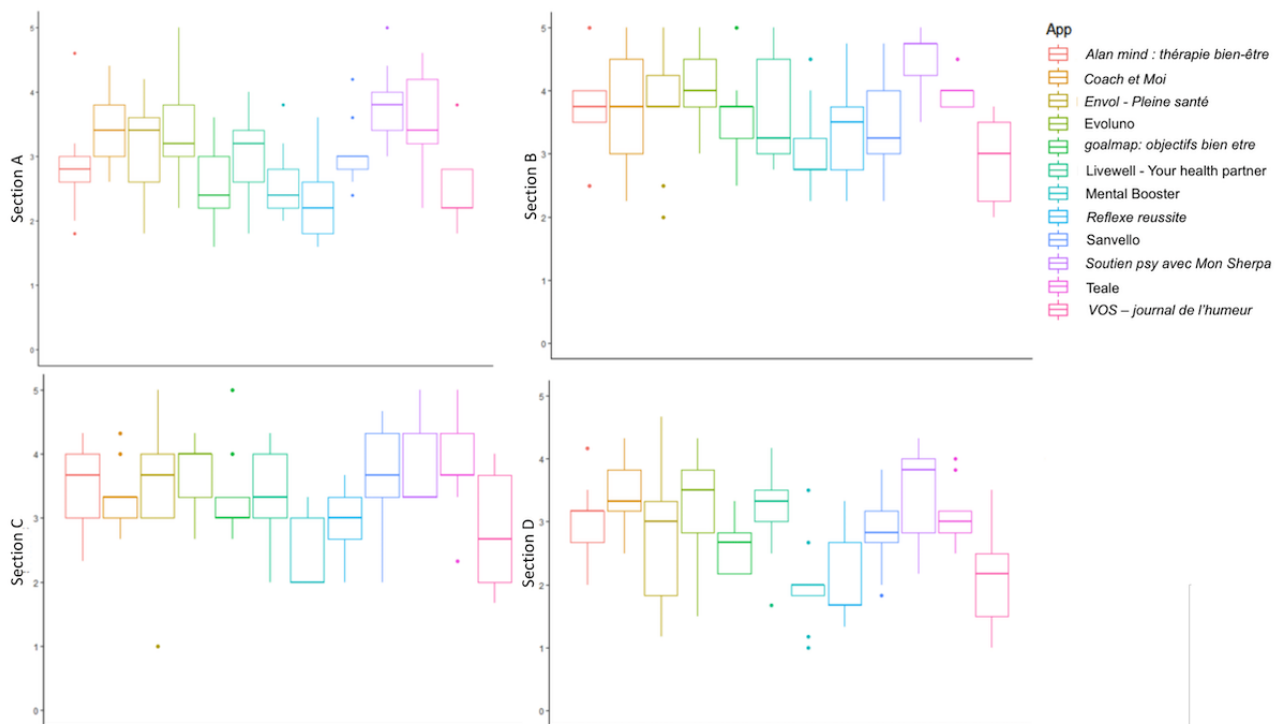 5
4
3
2
1
0
Section A
5
4
3
2
1
0
Section B
App
Alan mind : thérapie bien-être
Coach et Moi
Envol - Pleine santé
Evoluno
goalmap: objectifs bien etre
Livewell - Your health partner
Mental Booster
Reflexe reussite
Sanvello
Soutien psy avec Mon Sherpa
Teale
VOS – journal de l'humeur
5
4
3
2
1
0
Section C
5
4
3
2
1
0
Section D